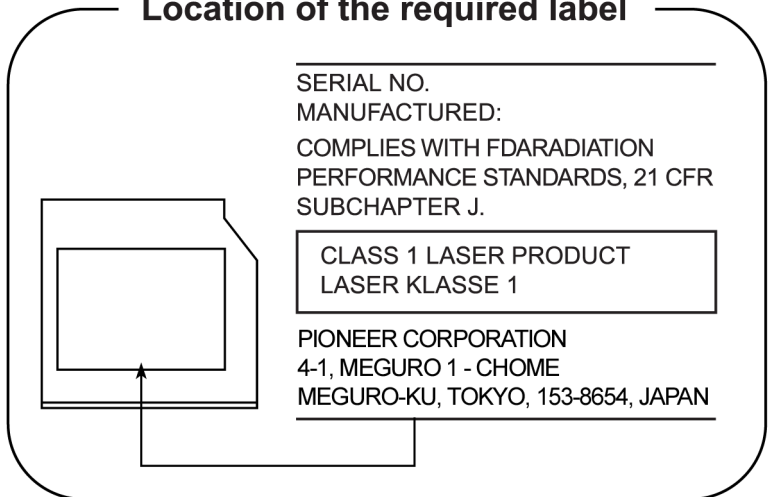 Location of the required label
SERIAL NO.
MANUFACTURED:
COMPLIES WITH FDARADIATION
PERFORMANCE STANDARDS, 21 CFR
SUBCHAPTER J.
CLASS 1 LASER PRODUCT
LASER KLASSE 1
PIONEER CORPORATION
4-1, MEGURO 1 - CHOME
MEGURO-KU, TOKYO, 153-8654, JAPAN